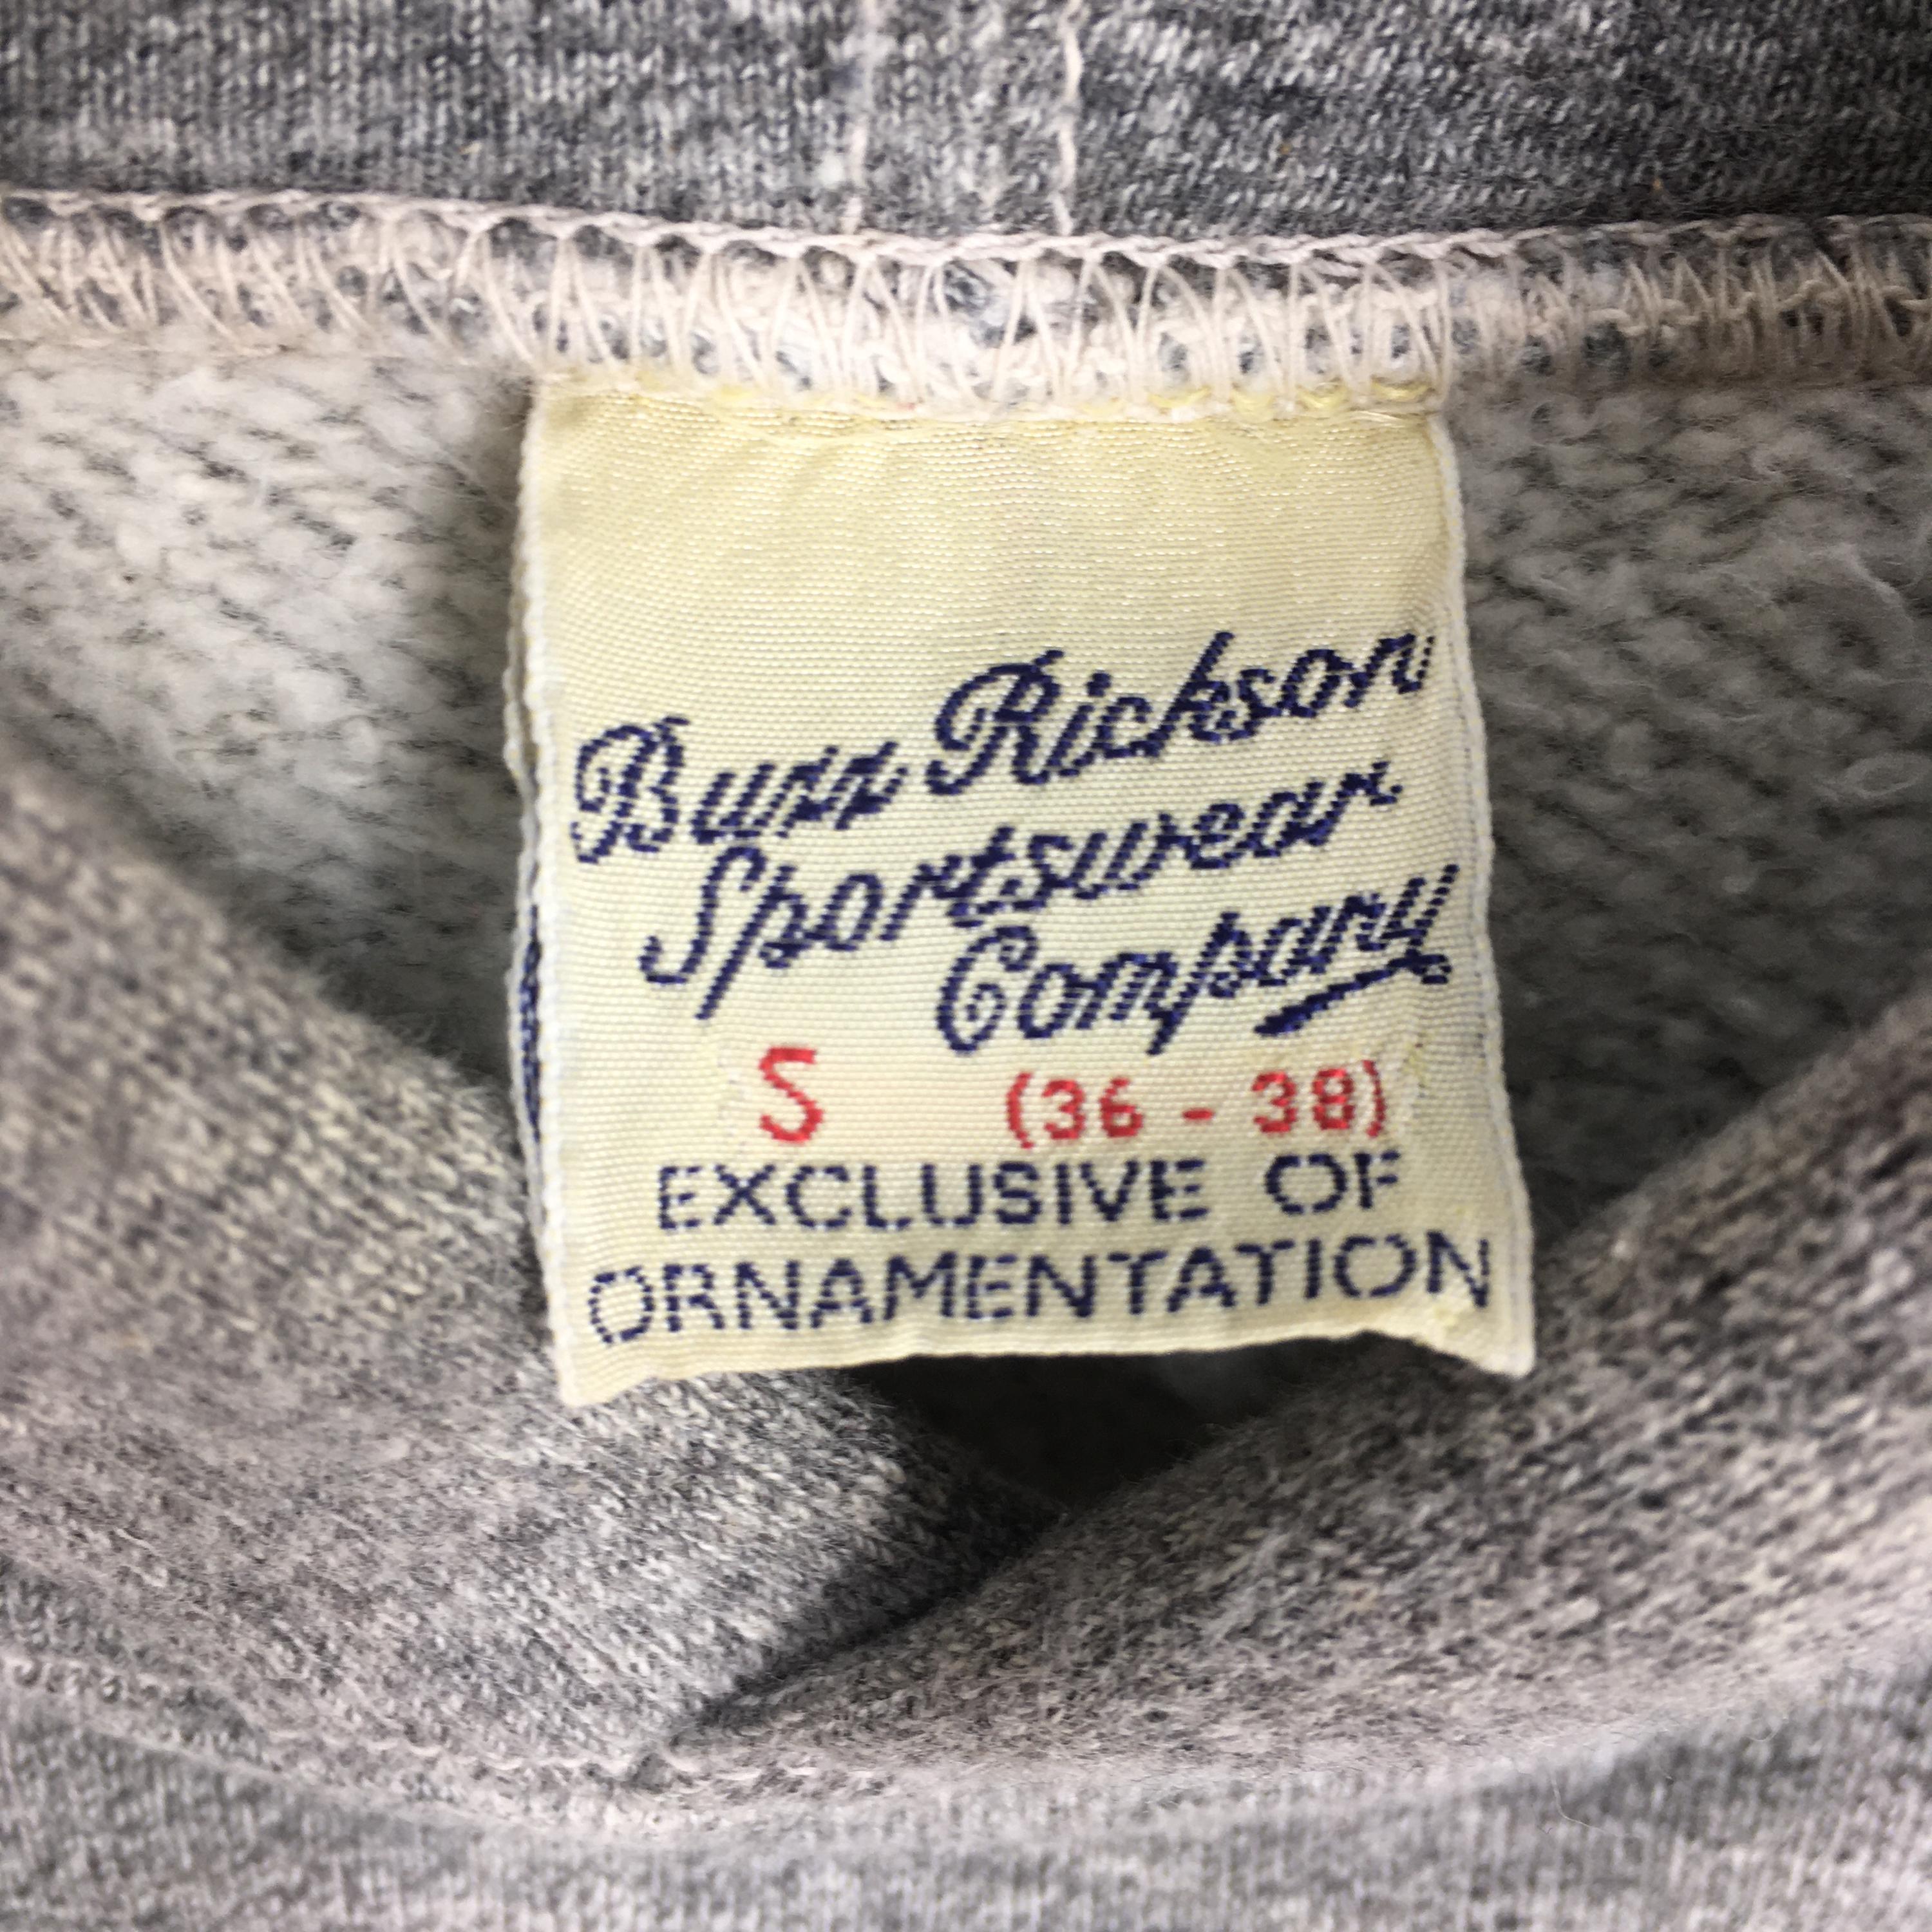 Buzz Rickson
Sportswear
Company
S (36 - 38)
EXCLUSIVE OF
ORNAMENTATION